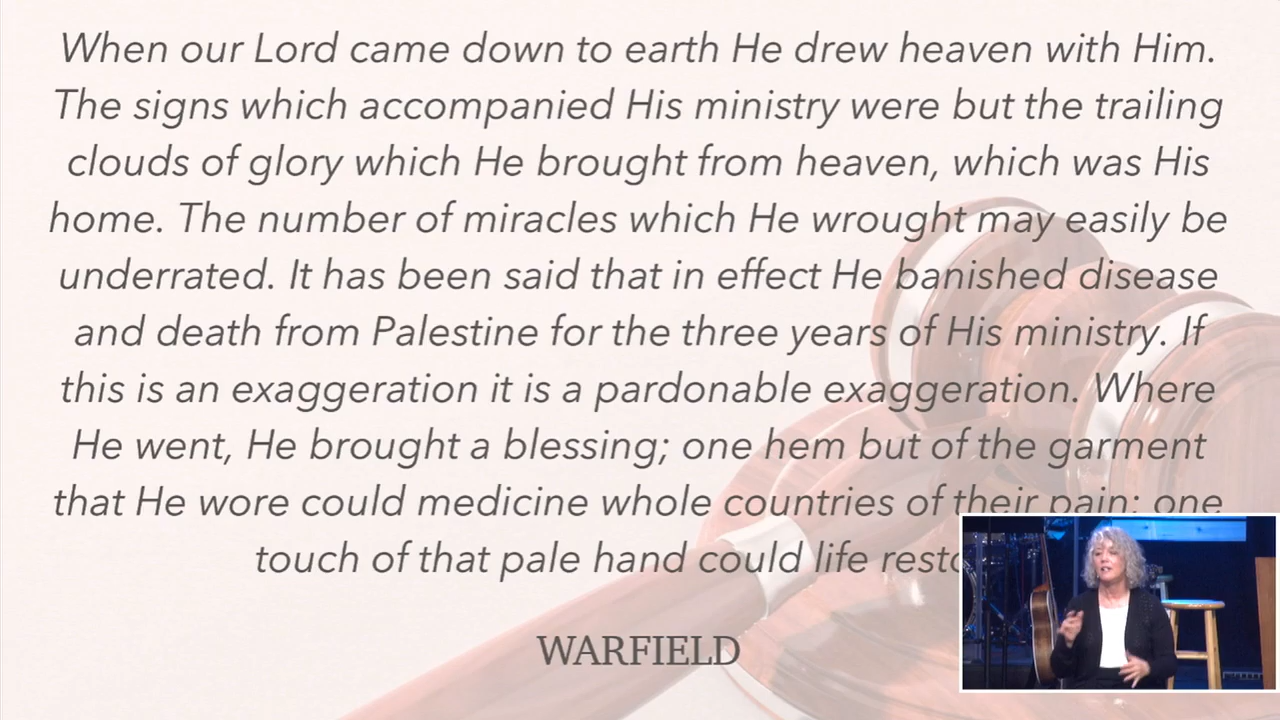 When our Lord came down to earth He drew heaven with Him.
The signs which accompanied His ministry were but the trailing
clouds of glory which He brought from heaven, which was His
home. The number of miracles which He wrought may easily be
underrated. It has been said that in effect He banished disease
and death from Palestine for the three years of His ministry. If
this is an exaggeration it is a pardonable exaggeration. Where
He went, He brought a blessing; one hem but of the garment
that He wore could medicine whole countries of their pain; one
touch of that pale hand could life
WARFIELD